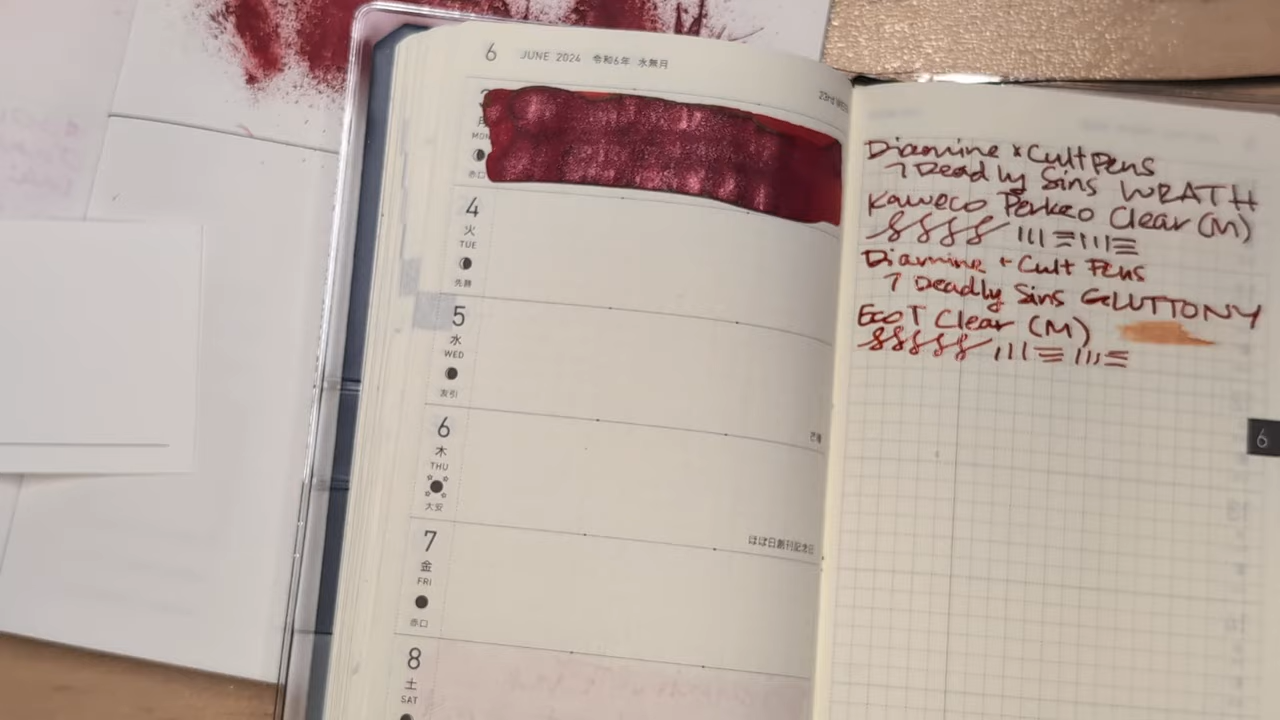 6 JUNE 2024 令和6年 水無月
23rd
月
MON
赤口
4
火
TUE
先勝
5
水
WED
友引
6
木
THU
大安
ほぼ日創刊記念日
7
金
FRI
赤口
8
土
SAT
Diamine x Cult Pens
7 Deadly Sins WRATH
Kaweco Perkeo Clear (M)
Diamine + Cult Pens
7 Deadly Sins GLUTTONY
Eco T Clear (M)
6